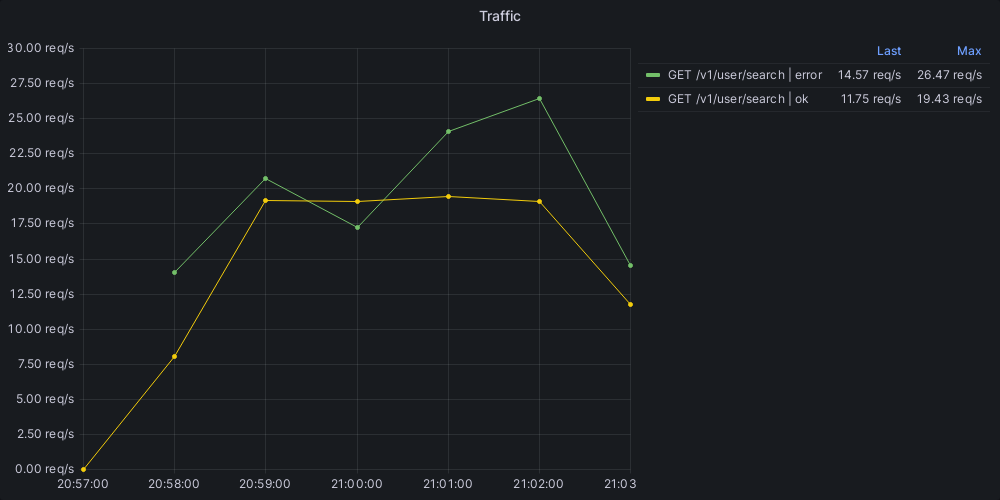 Traffic
30.00 req/s
27.50 req/s
25.00 req/s
22.50 req/s
20.00 req/s
17.50 req/s
15.00 req/s
12.50 req/s
10.00 req/s
7.50 req/s
5.00 req/s
2.50 req/s
0.00 req/s
20:57:00 20:58:00 20:59:00 21:00:00 21:01:00 21:02:00 21:03
Last Max
GET /v1/user/search | error 14.57 req/s 26.47 req/s
GET /v1/user/search | ok 11.75 req/s 19.43 req/s